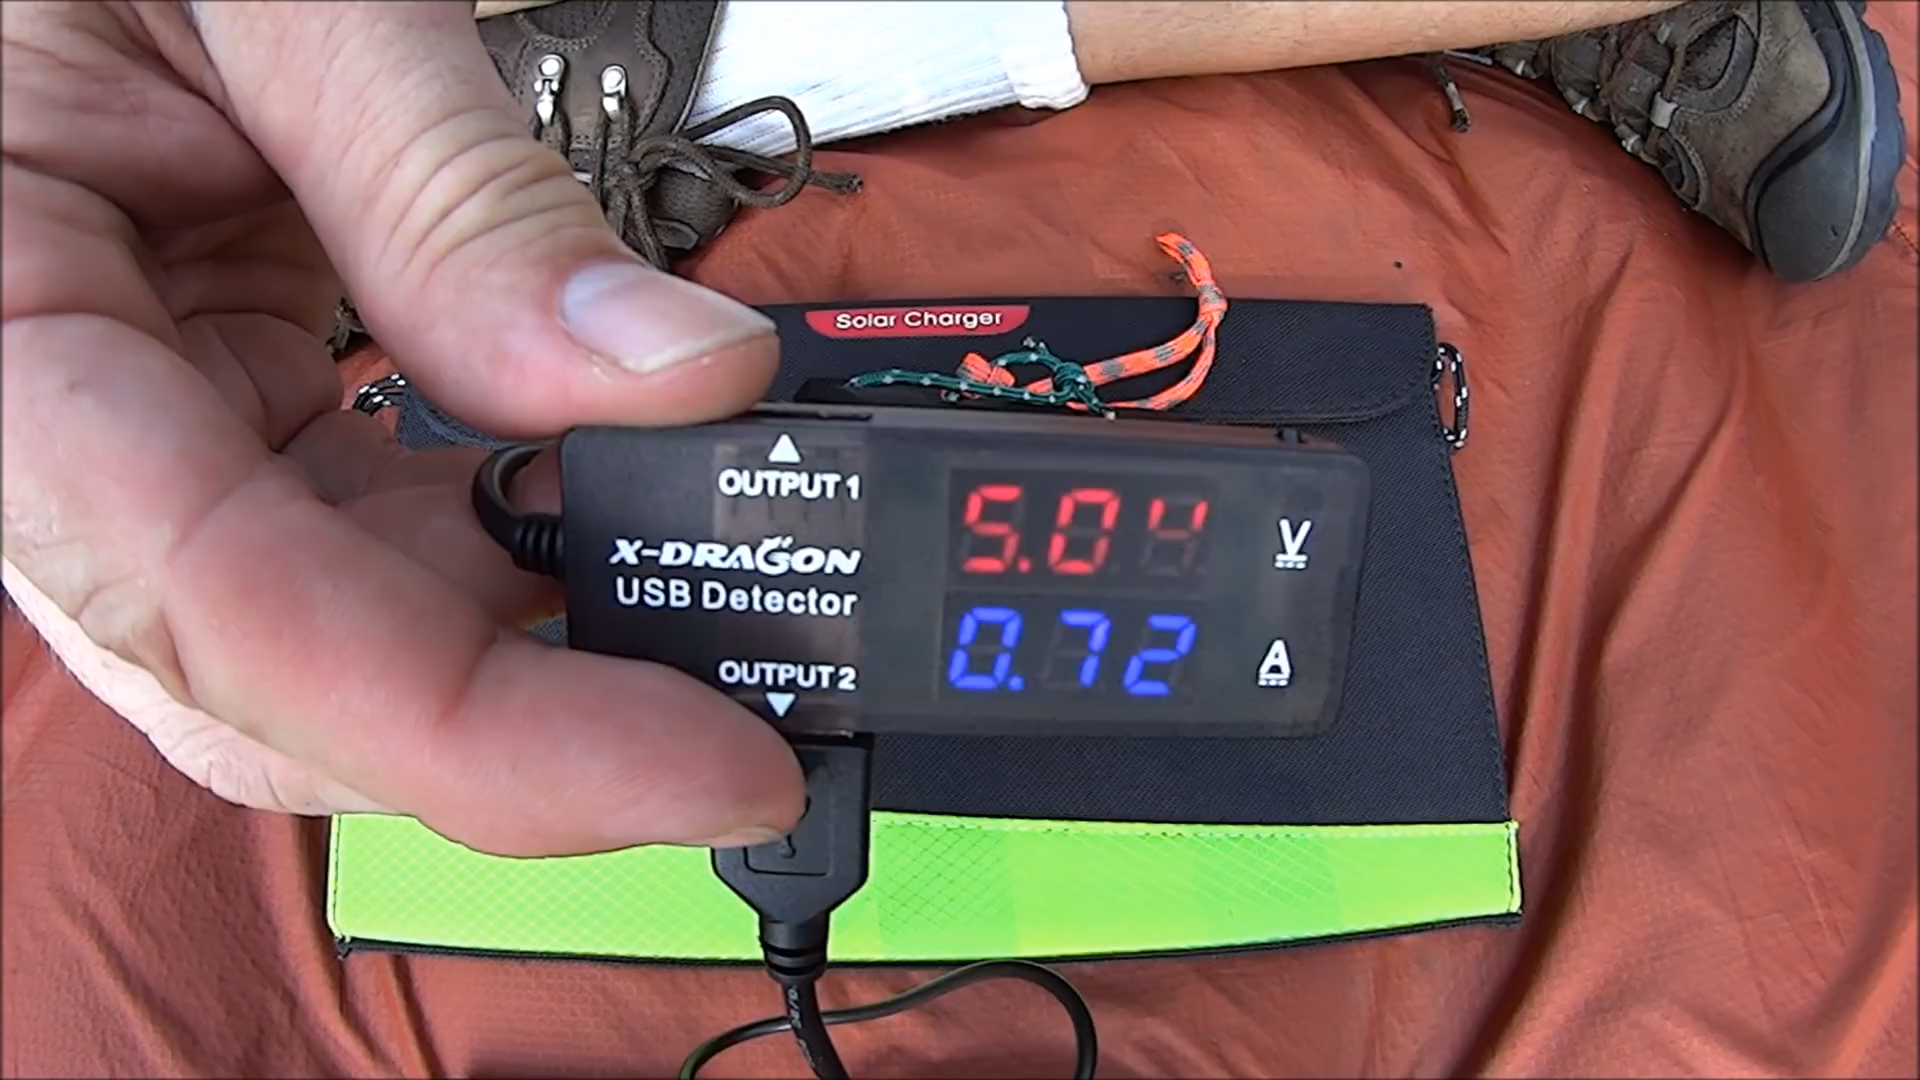 Solar Charger
OUTPUT 1
X-DRAGON
USB Detector
OUTPUT 2
5.04 V
0.72 A